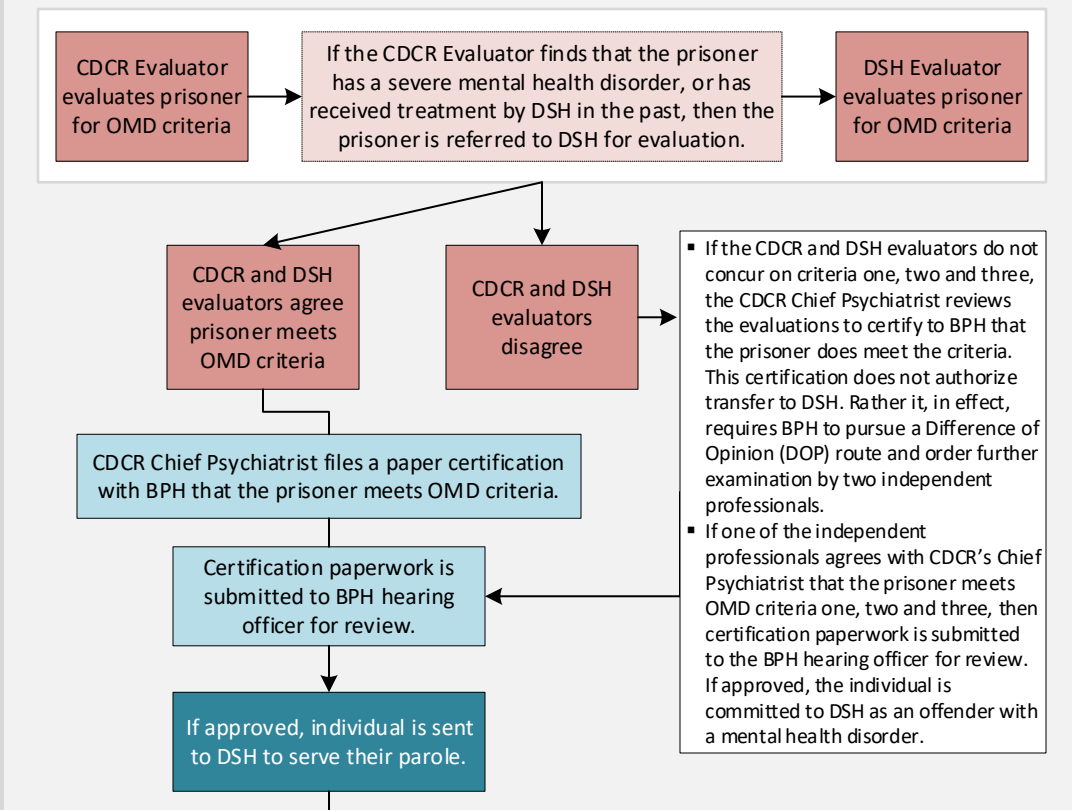 CDCR Evaluator
evaluates prisoner
for OMD criteria
If the CDCR Evaluator finds that the prisoner
has a severe mental health disorder, or has
received treatment by DSH in the past, then the
prisoner is referred to DSH for evaluation.
DSH Evaluator
evaluates prisoner
for OMD criteria
CDCR and DSH
evaluators agree
prisoner meets
OMD criteria
CDCR and DSH
evaluators
disagree
▪ If the CDCR and DSH evaluators do not
concur on criteria one, two and three,
the CDCR Chief Psychiatrist reviews
the evaluations to certify to BPH that
the prisoner does meet the criteria.
This certification does not authorize
transfer to DSH. Rather it, in effect,
requires BPH to pursue a Difference of
Opinion (DOP) route and order further
examination by two independent
professionals.
▪ If one of the independent
professionals agrees with CDCR's Chief
Psychiatrist that the prisoner meets
OMD criteria one, two and three, then
certification paperwork is submitted
to the BPH hearing officer for review.
If approved, the individual is
committed to DSH as an offender with
a mental health disorder.
CDCR Chief Psychiatrist files a paper certification
with BPH that the prisoner meets OMD criteria.
Certification paperwork is
submitted to BPH hearing
officer for review.
If approved, individual is sent
to DSH to serve their parole.